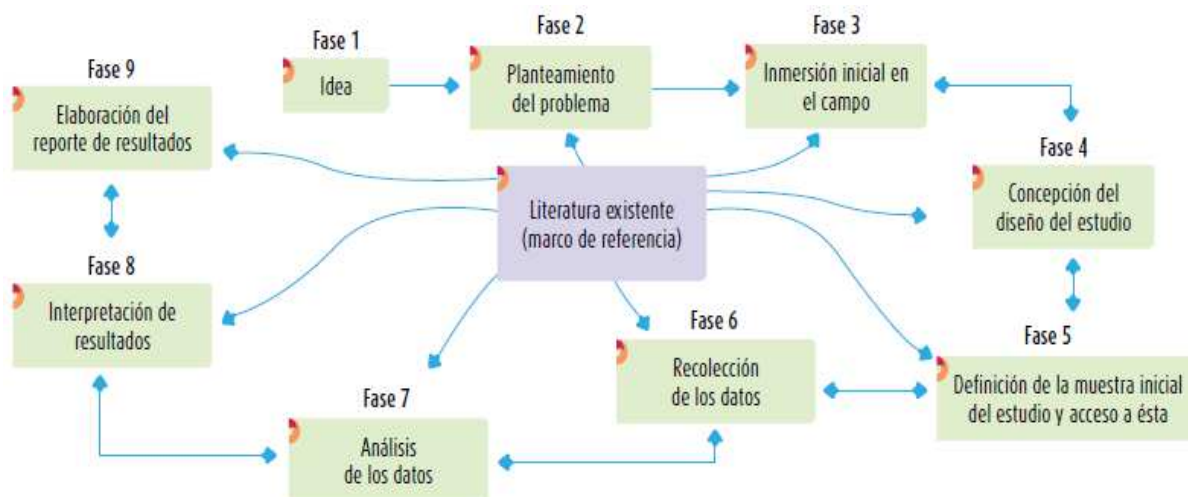 Fase 1
Idea
Fase 2
Planteamiento
del problema
Fase 3
Inmersión inicial en
el campo
Fase 4
Concepción del
diseño del estudio
Fase 5
Definición de la muestra inicial
del estudio y acceso a ésta
Fase 6
Recolección
de los datos
Fase 7
Análisis
de los datos
Fase 8
Interpretación de
resultados
Fase 9
Elaboración del
reporte de resultados
Literatura existente
(marco de referencia)